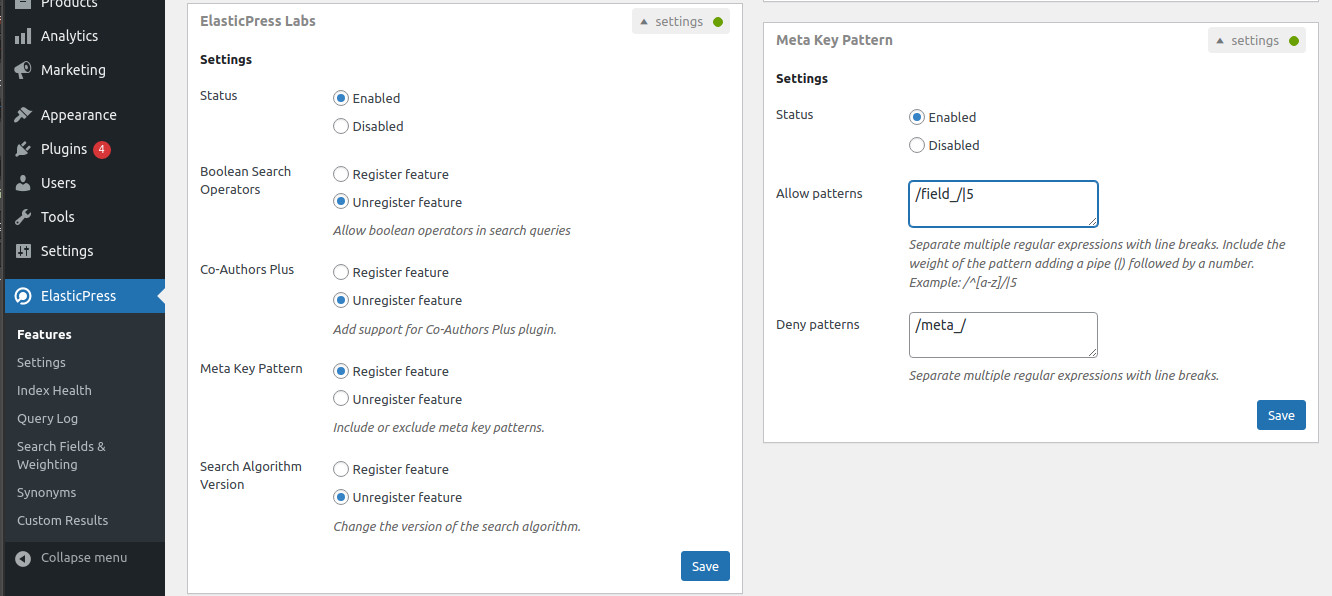 Products
Analytics
Marketing
Appearance
Plugins 4
Users
Tools
Settings
ElasticPress
Features
Settings
Index Health
Query Log
Search Fields &
Weighting
Synonyms
Custom Results
Collapse menu
ElasticPress Labs
settings
Settings
Status
Enabled
Disabled
Boolean Search
Operators
Register feature
Unregister feature
Allow boolean operators in search queries
Co-Authors Plus
Register feature
Unregister feature
Add support for Co-Authors Plus plugin.
Meta Key Pattern
Register feature
Unregister feature
Include or exclude meta key patterns.
Search Algorithm
Version
Register feature
Unregister feature
Change the version of the search algorithm.
Save
Meta Key Pattern
settings
Settings
Status
Enabled
Disabled
Allow patterns
/field_/|5
Separate multiple regular expressions with line breaks. Include the
weight of the pattern adding a pipe (|) followed by a number.
Example: /^[a-z]/|5
Deny patterns
/meta_/
Separate multiple regular expressions with line breaks.
Save